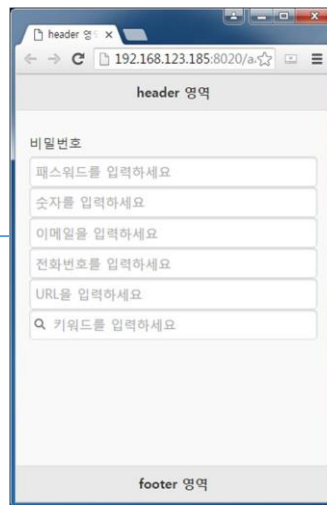 header 영
192.168.123.185:8020/a
header 영역
비밀번호
패스워드를 입력하세요
숫자를 입력하세요
이메일을 입력하세요
전화번호를 입력하세요
URL을 입력하세요
키워드를 입력하세요
footer 영역